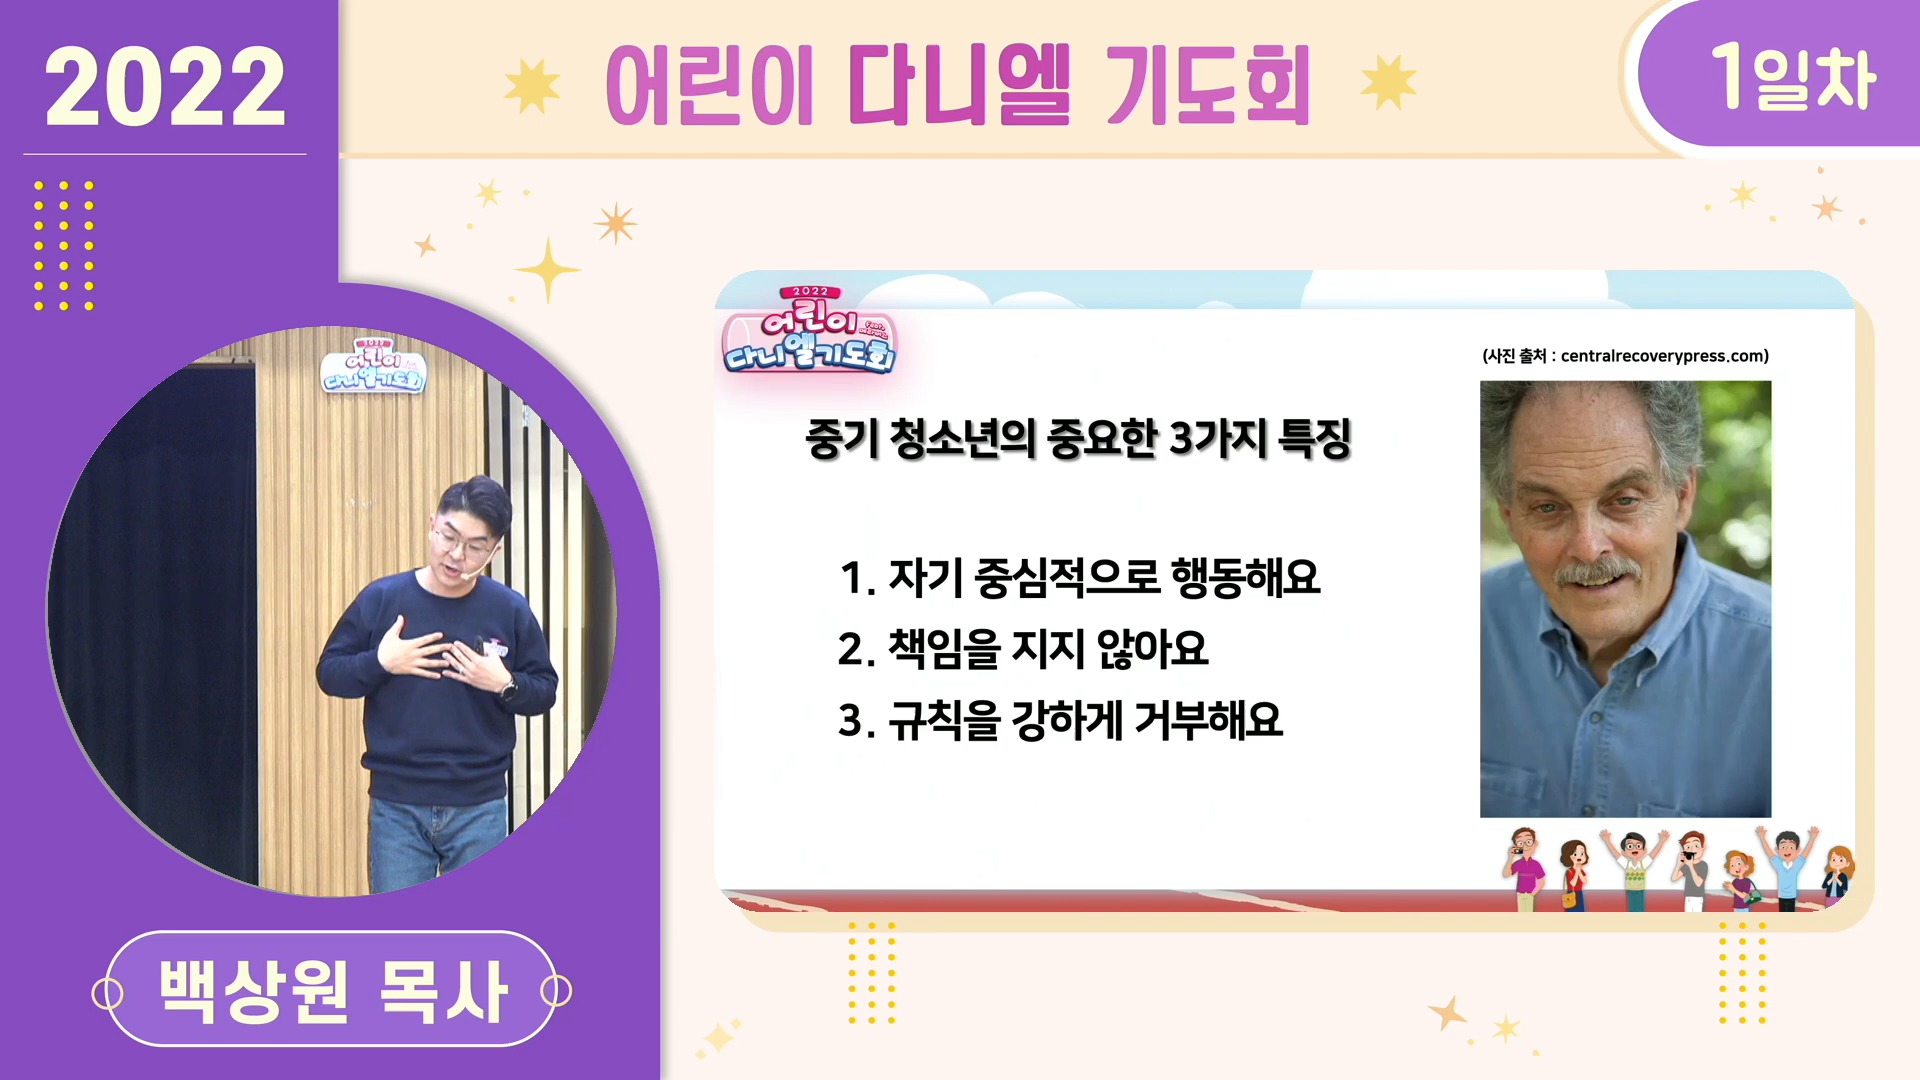 2022
어린이 다니엘 기도회
1일차
2022
어린이
다니엘기도회
2022
어린이
다니엘기도회
(사진 출처 : centralrecoverypress.com)
중기 청소년의 중요한 3가지 특징
1. 자기 중심적으로 행동해요
2. 책임을 지지 않아요
3. 규칙을 강하게 거부해요
백상원 목사